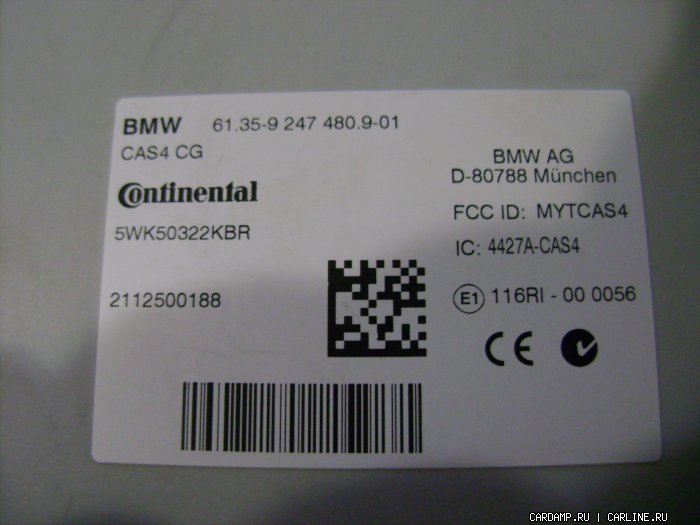 BMW 61.35-9 247 480.9-01
CAS4 CG
Continental
5WK50322KBR
2112500188
BMW AG
D-80788 München
FCC ID: MYTCAS4
IC: 4427A-CAS4
E1 116RI - 00 0056
CE
CARDAMP.RU | CARLINE.RU